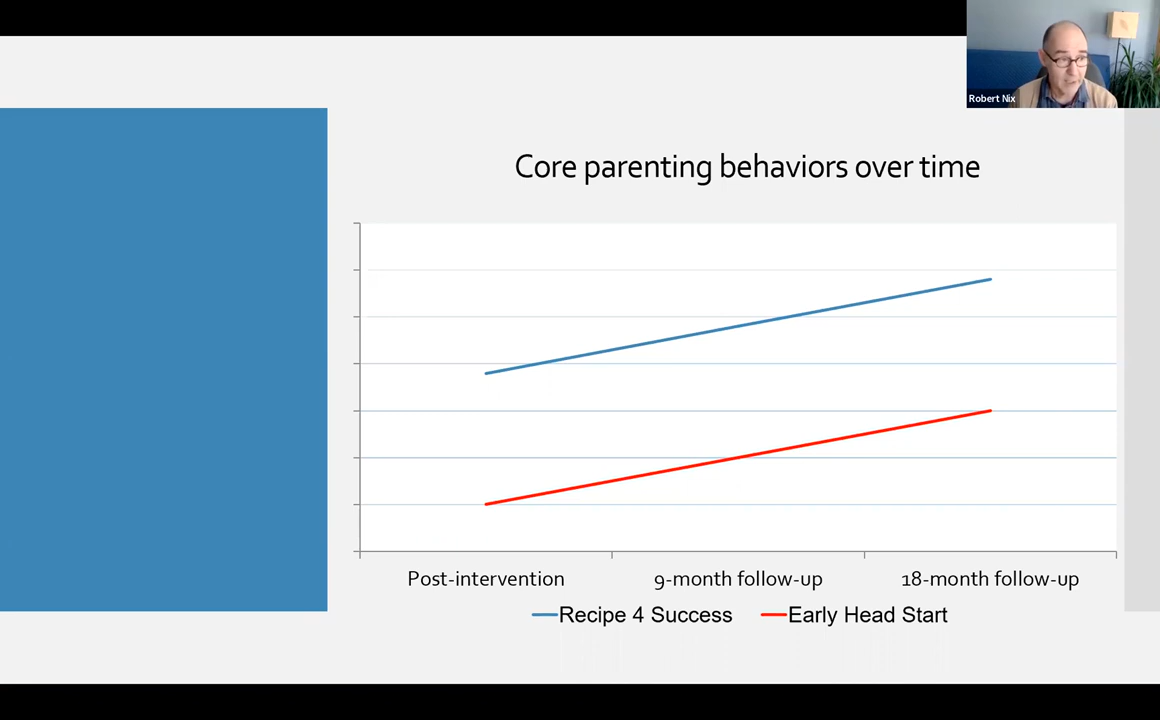 Robert Nix
Core parenting behaviors over time
Post-intervention 9-month follow-up 18-month follow-up
Recipe 4 Success Early Head Start